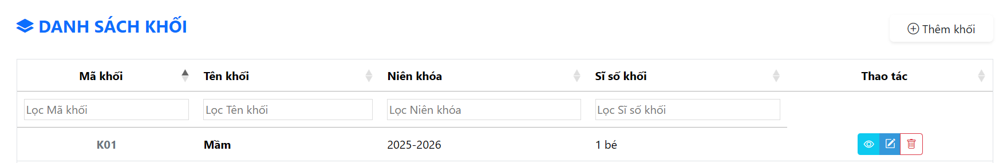 DANH SÁCH KHỐI
Thêm khối
Mã khối Tên khối Niên khóa Sĩ số khối Thao tác
Lọc Mã khối Lọc Tên khối Lọc Niên khóa Lọc Sĩ số khối
K01 Mầm 2025-2026 1 bé